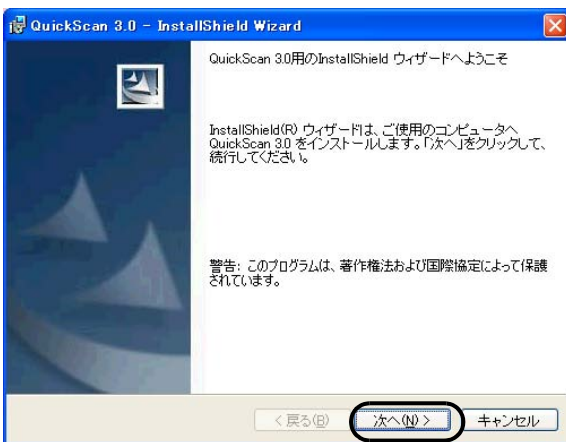 QuickScan 3.0 - InstallShield Wizard
QuickScan 3.0用のInstallShield ウィザードへようこそ
InstallShield(R) ウィザードは、ご使用のコンピュータへ
QuickScan 3.0 をインストールします。「次へ」をクリックして、
続行してください。
警告: このプログラムは、著作権法および国際協定によって保護
されています。
< 戻る(B)
次へ(N) >
キャンセル